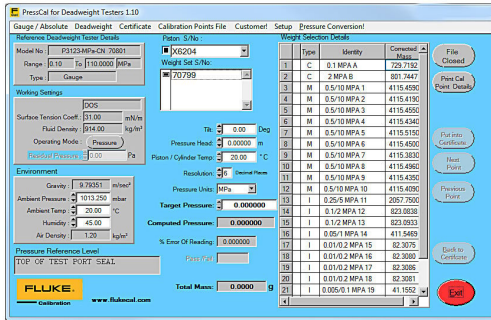 PressCal for Deadweight Testers 1.10
Gauge / Absolute Deadweight Certificate Calibration Points File Customer! Setup Pressure Conversion!
Reference Deadweight Tester Details
Model No : P3123-MPa-CN 70801
Range : 0.10 To 110.0000 MPa
Type : Gauge
Working Settings
DOS
Surface Tension Coeff.: 31.00 mN/m
Fluid Density : 914.00 kg/m³
Operating Mode : Pressure
Residual Pressure : 0.00 Pa
Environment
Gravity : 9.79351 m/sec²
Ambient Pressure : 1013.250 mbar
Ambient Temp : 20.00 °C
Humidity : 45.00
Air Density : 1.20 kg/m³
Pressure Reference Level
TOP OF TEST PORT SEAL
FLUKE.
Calibration
www.flukecal.com
Piston S/No :
X6204
Weight Set S/No:
70799
Tilt: 0.00 Deg
Pressure Head: 0.00000 m
Piston / Cylinder Temp: 20.00 °C
Resolution: 6 Decimal Places
Pressure Units: MPa
Target Pressure: 0.000000
Computed Pressure: 0.000000
% Error Of Reading: 0.000000
Pass / Fail
Total Mass: 0.0000 g
Weight Selection Details
Type Identity Corrected Mass
1 C 0.1 MPA A 729.7192
2 C 2 MPA B 801.7447
3 M 0.5/10 MPA 1 4115.4590
4 M 0.5/10 MPA 2 4115.4190
5 M 0.5/10 MPA 3 4115.4590
6 M 0.5/10 MPA 4 4115.4340
7 M 0.5/10 MPA 5 4115.5150
8 M 0.5/10 MPA 6 4115.4500
9 M 0.5/10 MPA 7 4115.3830
10 M 0.5/10 MPA 8 4115.4960
11 M 0.5/10 MPA 9 4115.4350
12 M 0.5/10 MPA 10 4115.4090
13 I 0.25/5 MPA 11 2057.7500
14 I 0.1/2 MPA 12 823.0838
15 I 0.1/2 MPA 13 823.0933
16 I 0.05/1 MPA 14 411.5469
17 I 0.01/0.2 MPA 15 82.3075
18 I 0.01/0.2 MPA 16 82.3080
19 I 0.01/0.2 MPA 17 82.3086
20 I 0.01/0.2 MPA 18 82.3081
21 I 0.005/0.1 MPA 19 41.1552
File Closed
Print Cal Point Details
Put into Certificate
Next Point
Previous Point
Back to Certificate
Exit